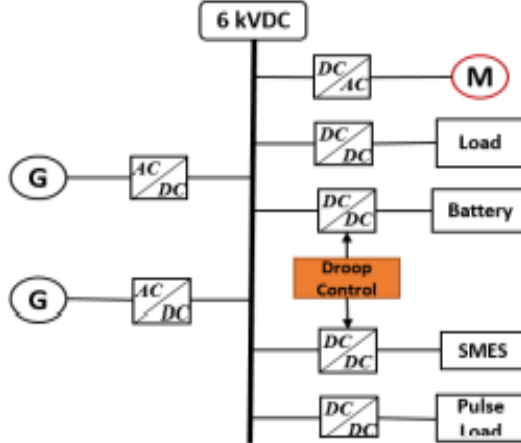 6 kVDC
DC
AC
M
DC
DC
Load
G
AC
DC
DC
DC
Battery
Droop
Control
G
AC
DC
DC
DC
SMES
DC
DC
Pulse
Load